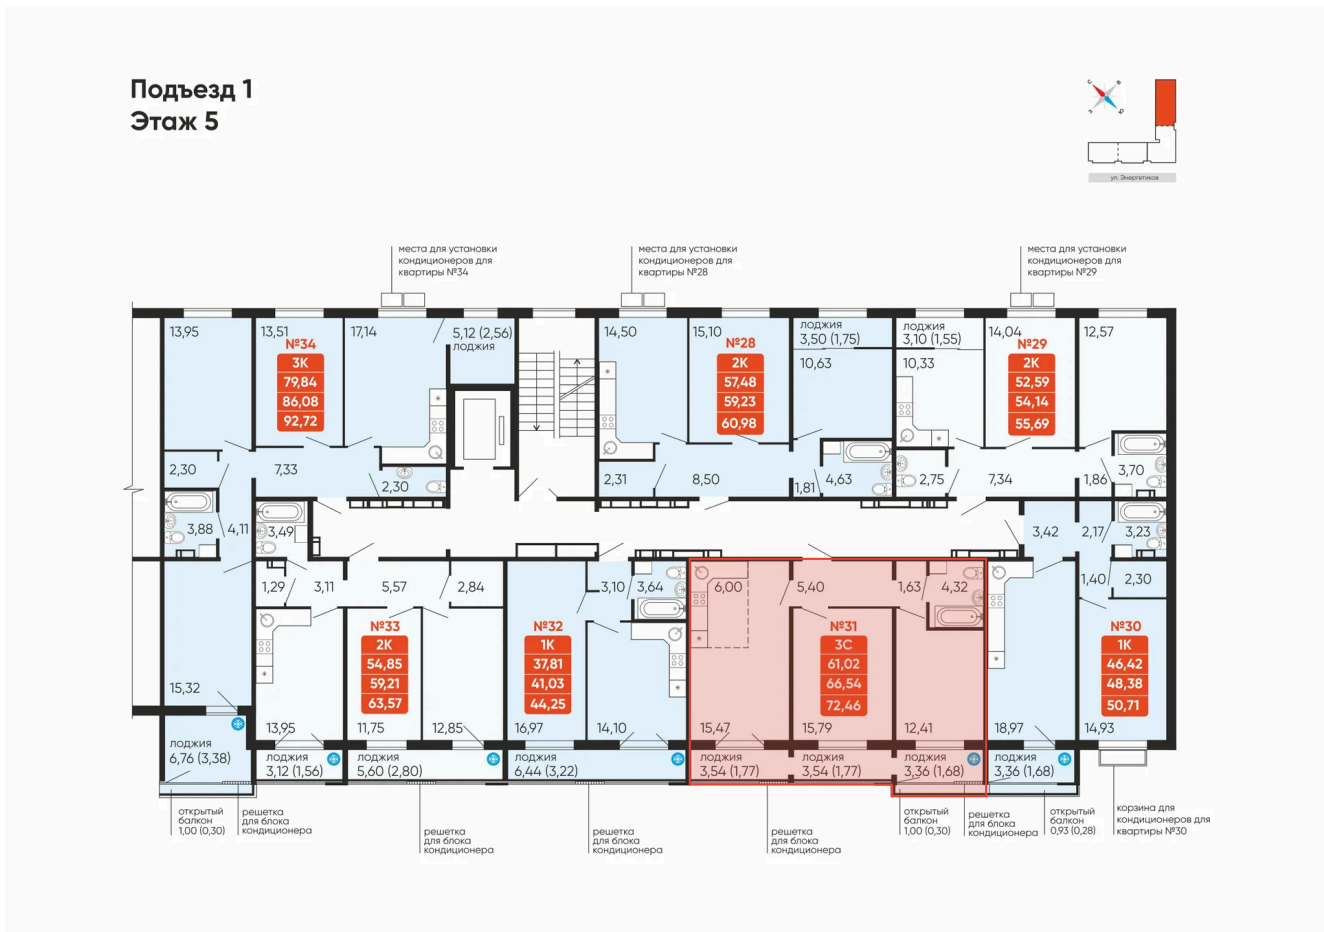 Подъезд 1
Этаж 5
ул. Энергетиков
места для установки
кондиционеров для
квартиры №34
места для установки
кондиционеров для
квартиры №28
места для установки
кондиционеров для
квартиры №29
13,95
13,51
17,14
5,12 (2,56)
лоджия
№34
3К
79,84
86,08
92,72
2,30
7,33
2,30
3,88
4,11
3,49
15,32
лоджия
6,76 (3,38)
14,50
15,10
лоджия
3,50 (1,75)
10,63
№28
2К
57,48
59,23
60,98
2,31
8,50
1,81
4,63
лоджия
3,10 (1,55)
14,04
12,57
10,33
№29
2К
52,59
54,14
55,69
2,75
7,34
1,86
3,70
1,29
3,11
5,57
2,84
№33
2К
54,85
59,21
63,57
13,95
11,75
12,85
лоджия
3,12 (1,56)
лоджия
5,60 (2,80)
3,10
3,64
№32
1К
37,81
41,03
44,25
16,97
14,10
лоджия
6,44 (3,22)
6,00
5,40
1,63
4,32
№31
3С
61,02
66,54
72,46
15,47
15,79
12,41
лоджия
3,54 (1,77)
лоджия
3,54 (1,77)
лоджия
3,36 (1,68)
3,42
2,17
3,23
1,40
2,30
№30
1К
46,42
48,38
50,71
18,97
14,93
лоджия
3,36 (1,68)
открытый
балкон
1,00 (0,30)
решетка
для блока
кондиционера
решетка
для блока
кондиционера
решетка
для блока
кондиционера
решетка
для блока
кондиционера
открытый
балкон
1,00 (0,30)
решетка
для блока
кондиционера
открытый
балкон
0,93 (0,28)
корзина для
кондиционеров для
квартиры №30